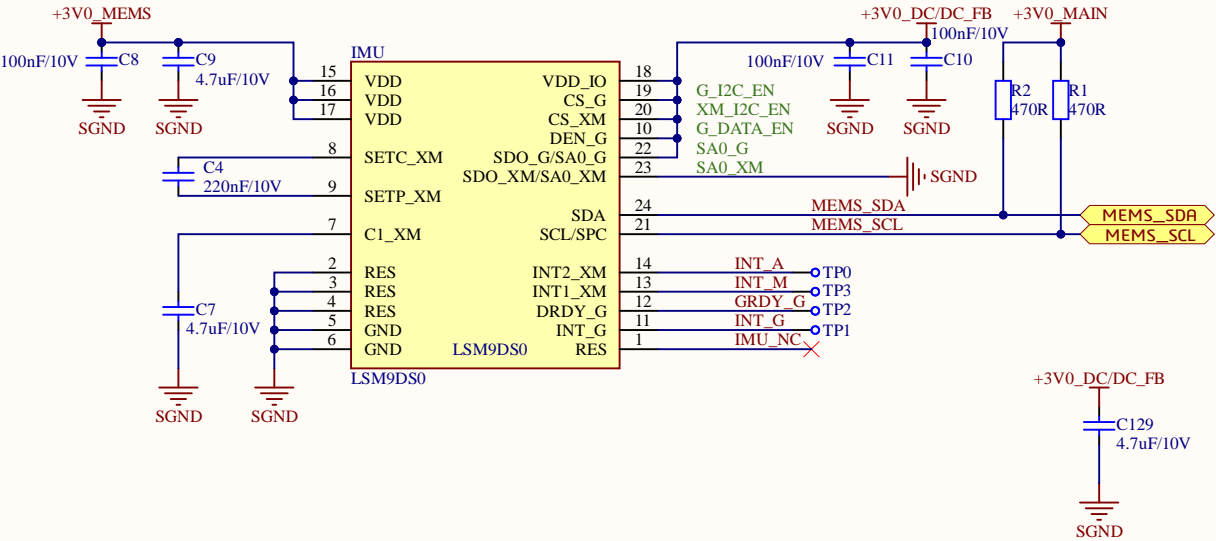 +3V0_MEMS
+3V0_DC/DC_FB
+3V0_MAIN
100nF/10V
C8
C9
4.7uF/10V
IMU
100nF/10V
100nF/10V
C11
C10
R2
470R
R1
470R
SGND
SGND
SGND
SGND
15 VDD
16 VDD
17 VDD
8 SETC_XM
9 SETP_XM
7 C1_XM
2 RES
3 RES
4 RES
5 GND
6 GND
VDD_IO 18
CS_G 19 G_I2C_EN
CS_XM 20 XM_I2C_EN
DEN_G 10 G_DATA_EN
SDO_G/SA0_G 22 SA0_G
SDO_XM/SA0_XM 23 SA0_XM
SGND
SDA 24 MEMS_SDA
MEMS_SDA
SCL/SPC 21 MEMS_SCL
MEMS_SCL
INT2_XM 14 INT_A TP0
INT1_XM 13 INT_M TP3
DRDY_G 12 GRDY_G TP2
INT_G 11 INT_G TP1
RES 1 IMU_NC
C4
220nF/10V
C7
4.7uF/10V
LSM9DS0
LSM9DS0
SGND
SGND
+3V0_DC/DC_FB
C129
4.7uF/10V
SGND